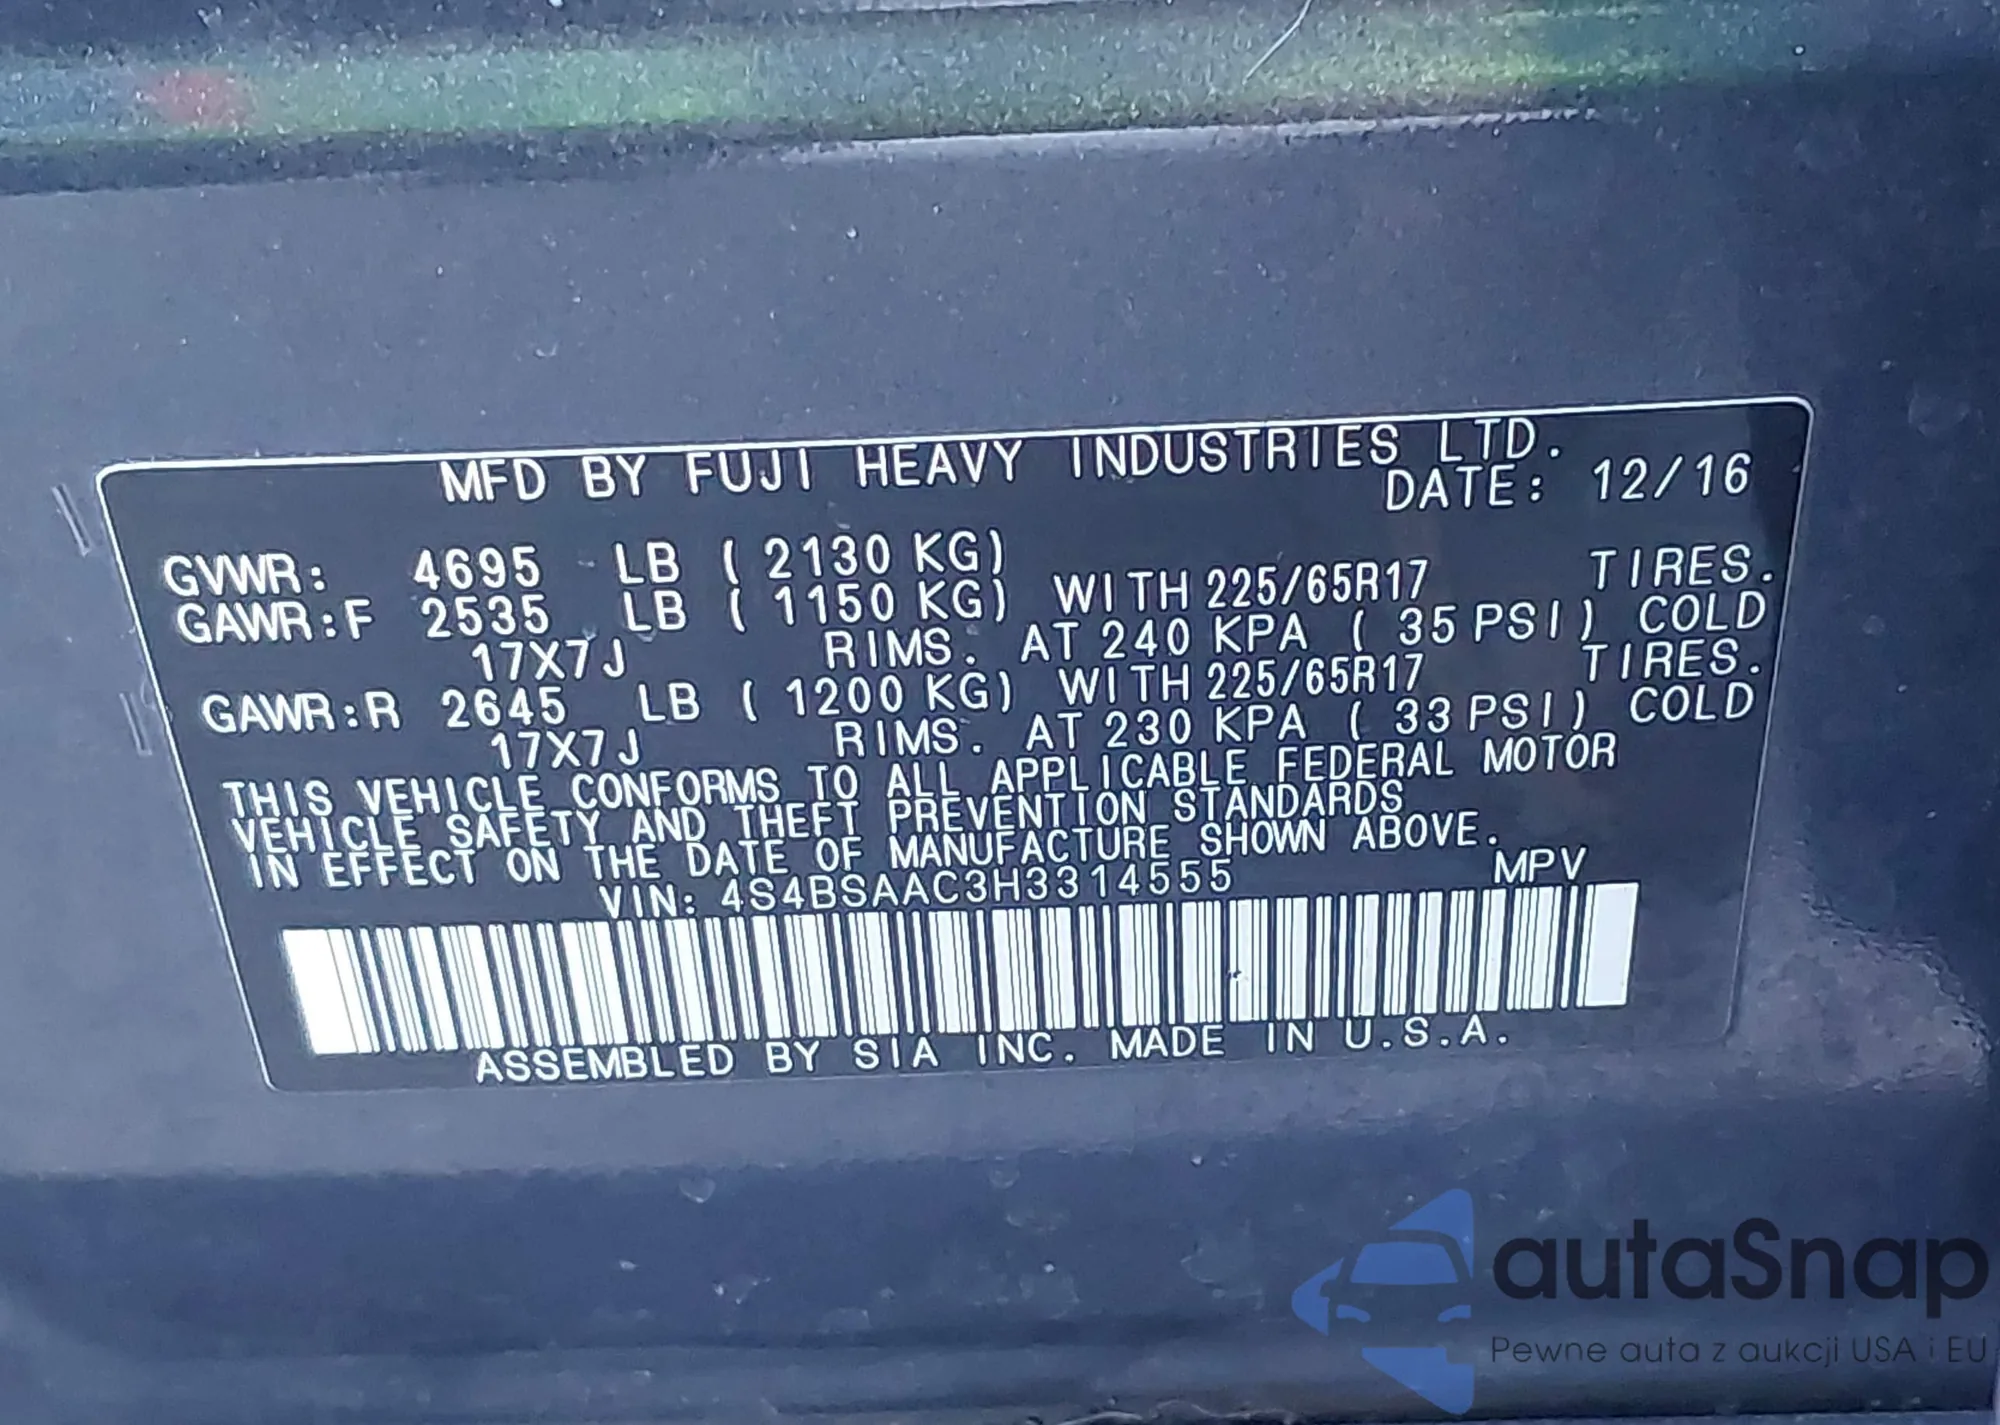 MFD BY FUJI HEAVY INDUSTRIES LTD.
DATE: 12/16
GVWR: 4695 LB ( 2130 KG)
GAWR:F 2535 LB ( 1150 KG) WITH 225/65R17 TIRES.
17X7J RIMS. AT 240 KPA ( 35 PSI) COLD
GAWR:R 2645 LB ( 1200 KG) WITH 225/65R17 TIRES.
17X7J RIMS. AT 230 KPA ( 33 PSI) COLD
THIS VEHICLE CONFORMS TO ALL APPLICABLE FEDERAL MOTOR
VEHICLE SAFETY AND THEFT PREVENTION STANDARDS
IN EFFECT ON THE DATE OF MANUFACTURE SHOWN ABOVE.
VIN: 4S4BSAAC3H3314555 MPV
ASSEMBLED BY SIA INC. MADE IN U.S.A.
autaSnap
Pewne auta z aukcji USA i EU